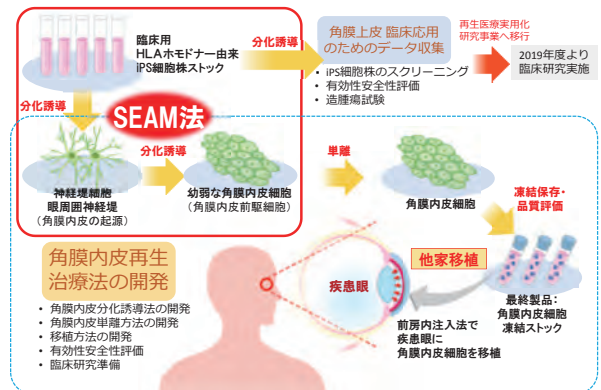 臨床用
HLAホモドナー由来
iPS細胞株ストック
分化誘導
角膜上皮 臨床応用
のためのデータ収集
• iPS細胞株のスクリーニング
• 有効性安全性評価
• 造腫瘍試験
再生医療実用化
研究事業へ移行
2019年度より
臨床研究実施
分化誘導
SEAM法
神経堤細胞
眼周囲神経堤
（角膜内皮の起源）
分化誘導
幼弱な角膜内皮細胞
（角膜内皮前駆細胞）
単離
角膜内皮細胞
凍結保存・
品質評価
最終製品：
角膜内皮細胞
凍結ストック
他家移植
疾患眼
前房内注入法で
疾患眼に
角膜内皮細胞を移植
角膜内皮再生
治療法の開発
• 角膜内皮分化誘導法の開発
• 角膜内皮単離方法の開発
• 移植方法の開発
• 有効性安全性評価
• 臨床研究準備